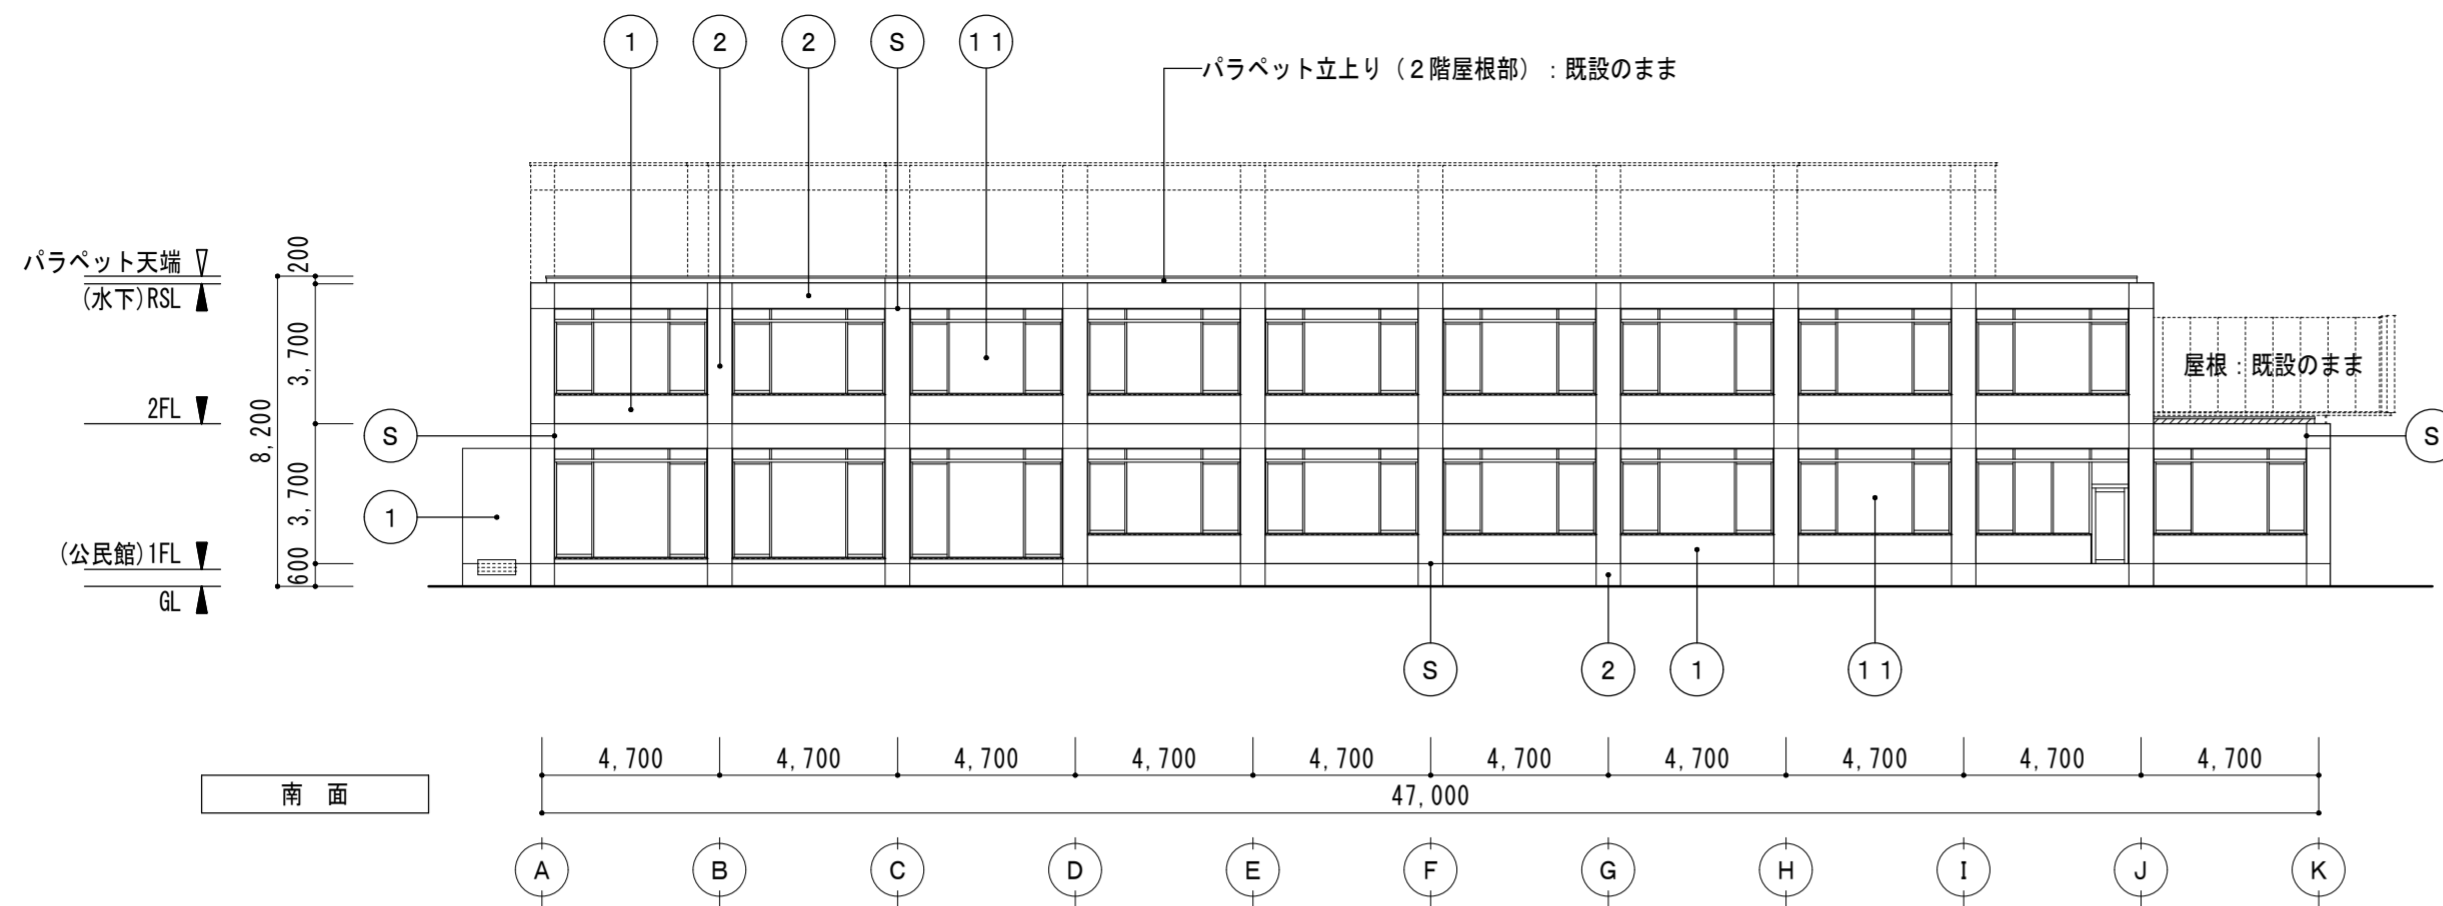 1 2 2 S 11
パラペット立上り（２階屋根部）：既設のまま
パラペット天端
200
(水下)RSL
3,700
屋根：既設のまま
2FL
8,200
S
S
3,700
1
(公民館)1FL
600
GL
S 2 1 11
4,700 4,700 4,700 4,700 4,700 4,700 4,700 4,700 4,700 4,700
南　面
47,000
A B C D E F G H I J K